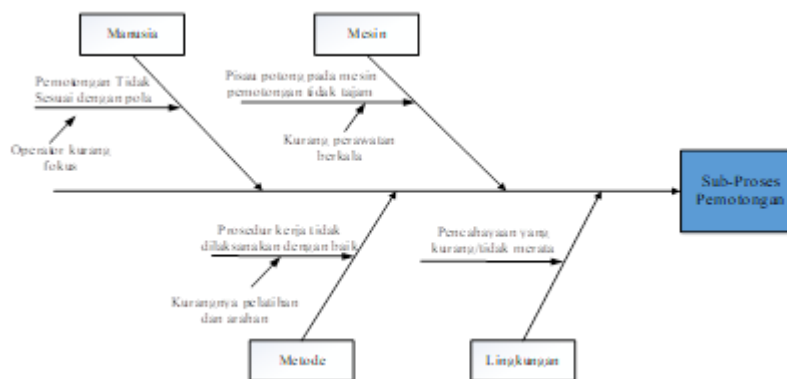 Manusia
Mesin
Pemotongan Tidak
Sesuai dengan pola
Pisau potong pada mesin
pemotongan tidak tajam
Operator kurang
fokus
Kurang perawatan
berkala
Sub-Proses
Pemotongan
Prosedur kerja tidak
dilaksanakan dengan baik
Pencahayaan yang
kurang/tidak merata
Kurangnya pelatihan
dan arahan
Metode
Lingkungan